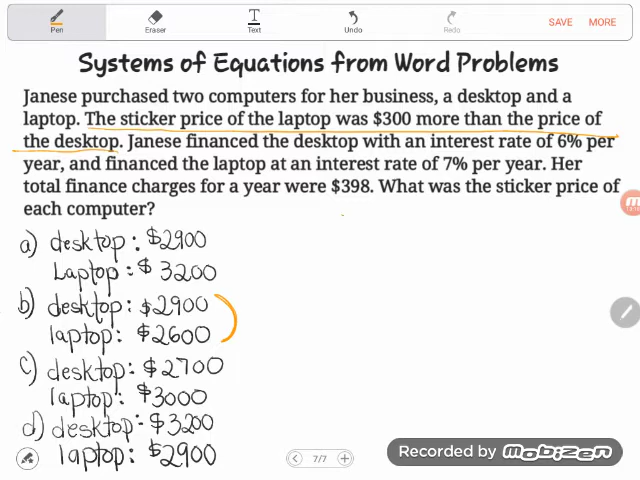 Pen Eraser Text Undo Redo SAVE MORE
Systems of Equations from Word Problems
Janese purchased two computers for her business, a desktop and a
laptop. The sticker price of the laptop was $300 more than the price of
the desktop. Janese financed the desktop with an interest rate of 6% per
year, and financed the laptop at an interest rate of 7% per year. Her
total finance charges for a year were $398. What was the sticker price of
each computer?
a) desktop: $2900
Laptop: $ 3200
b) desktop: $2900
laptop: $2600
c) desktop: $2700
laptop: $3000
d) desktop: $3200
laptop: $2900
7/7
Recorded by Mobizen